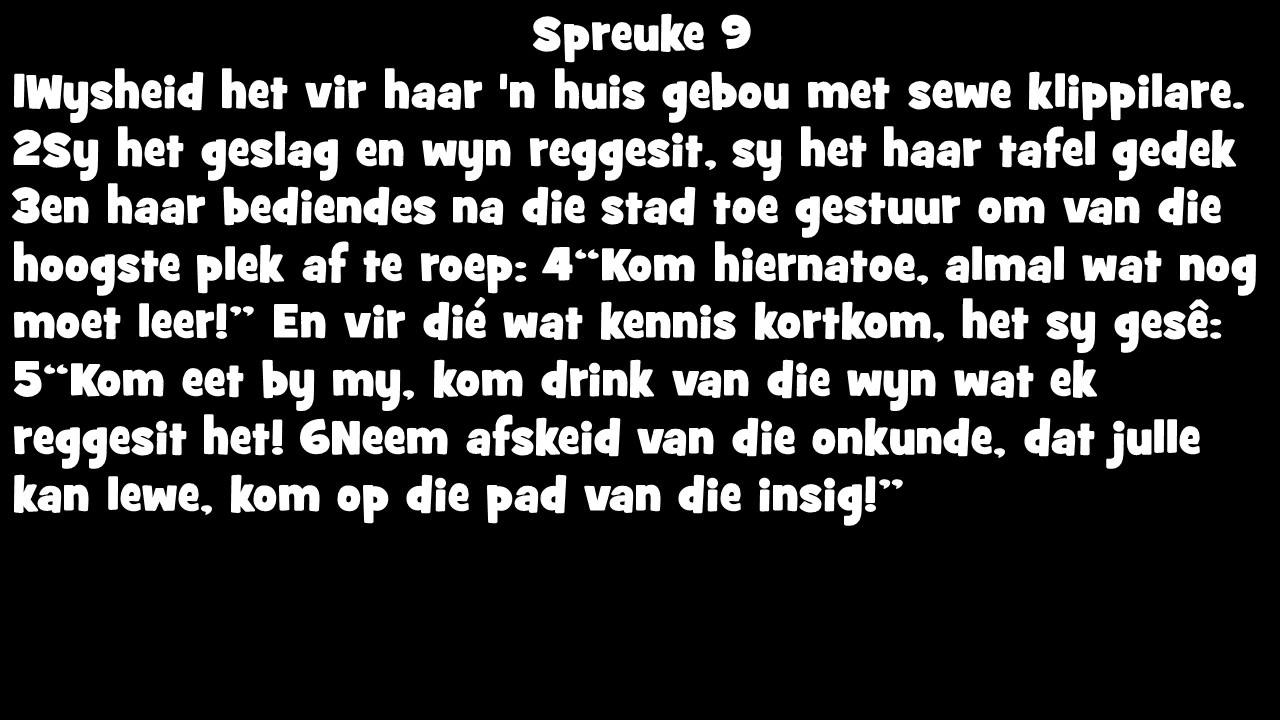 Spreuke 9
1Wysheid het vir haar 'n huis gebou met sewe klippilare.
2Sy het geslag en wyn reggesit, sy het haar tafel gedek
3en haar bediendes na die stad toe gestuur om van die
hoogste plek af te roep: 4“Kom hiernatoe, almal wat nog
moet leer!” En vir dié wat kennis kortkom, het sy gesê:
5“Kom eet by my, kom drink van die wyn wat ek
reggesit het! 6Neem afskeid van die onkunde, dat julle
kan lewe, kom op die pad van die insig!”